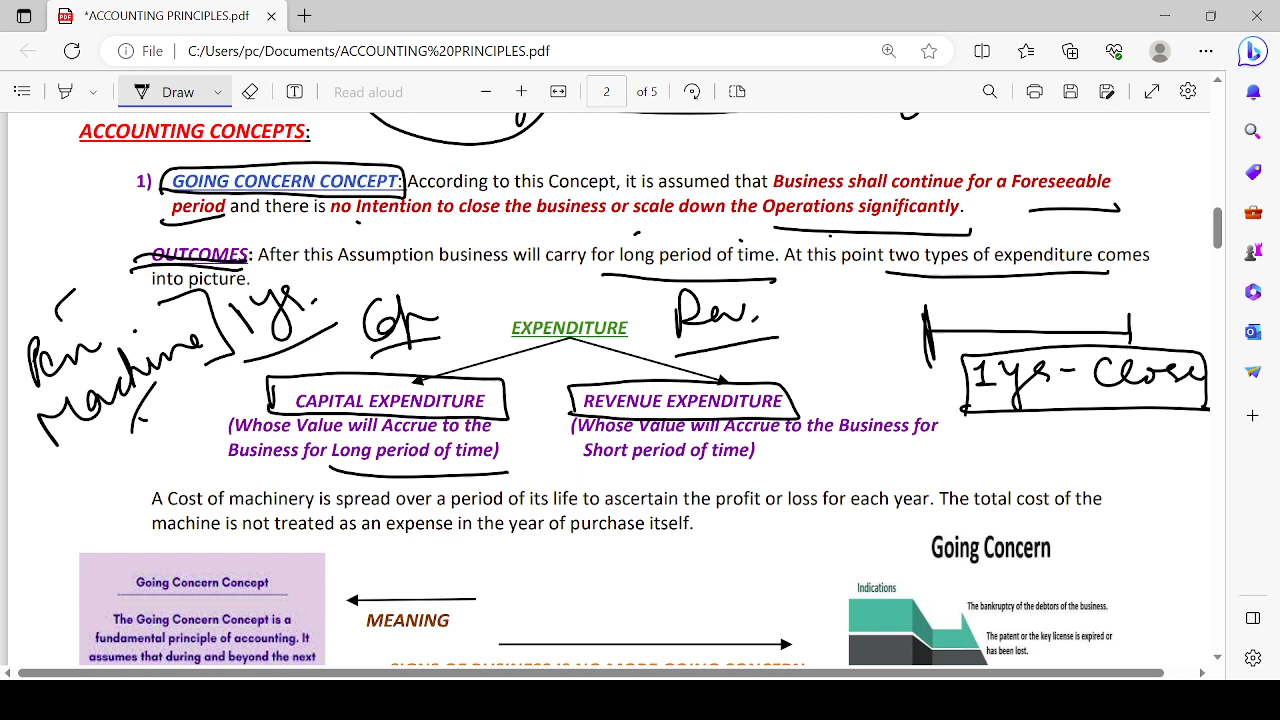 *ACCOUNTING PRINCIPLES.pdf
File C:/Users/pc/Documents/ACCOUNTING%20PRINCIPLES.pdf
Draw Read aloud 2 of 5
ACCOUNTING CONCEPTS:
1) GOING CONCERN CONCEPT: According to this Concept, it is assumed that Business shall continue for a Foreseeable
period and there is no Intention to close the business or scale down the Operations significantly.
OUTCOMES: After this Assumption business will carry for long period of time. At this point two types of expenditure comes
into picture.
Pen
Machine
1 yr.
Cap
Rev.
EXPENDITURE
1 yr - Close
CAPITAL EXPENDITURE REVENUE EXPENDITURE
(Whose Value will Accrue to the (Whose Value will Accrue to the Business for
Business for Long period of time) Short period of time)
A Cost of machinery is spread over a period of its life to ascertain the profit or loss for each year. The total cost of the
machine is not treated as an expense in the year of purchase itself.
Going Concern
Going Concern Concept
Indications
The Going Concern Concept is a
fundamental principle of accounting. It
assumes that during and beyond the next
MEANING
The bankruptcy of the debtors of the business.
The patent or the key license is expired or
has been lost.
SIGNS OF BUSINESS IS NO MORE GOING CONCERN